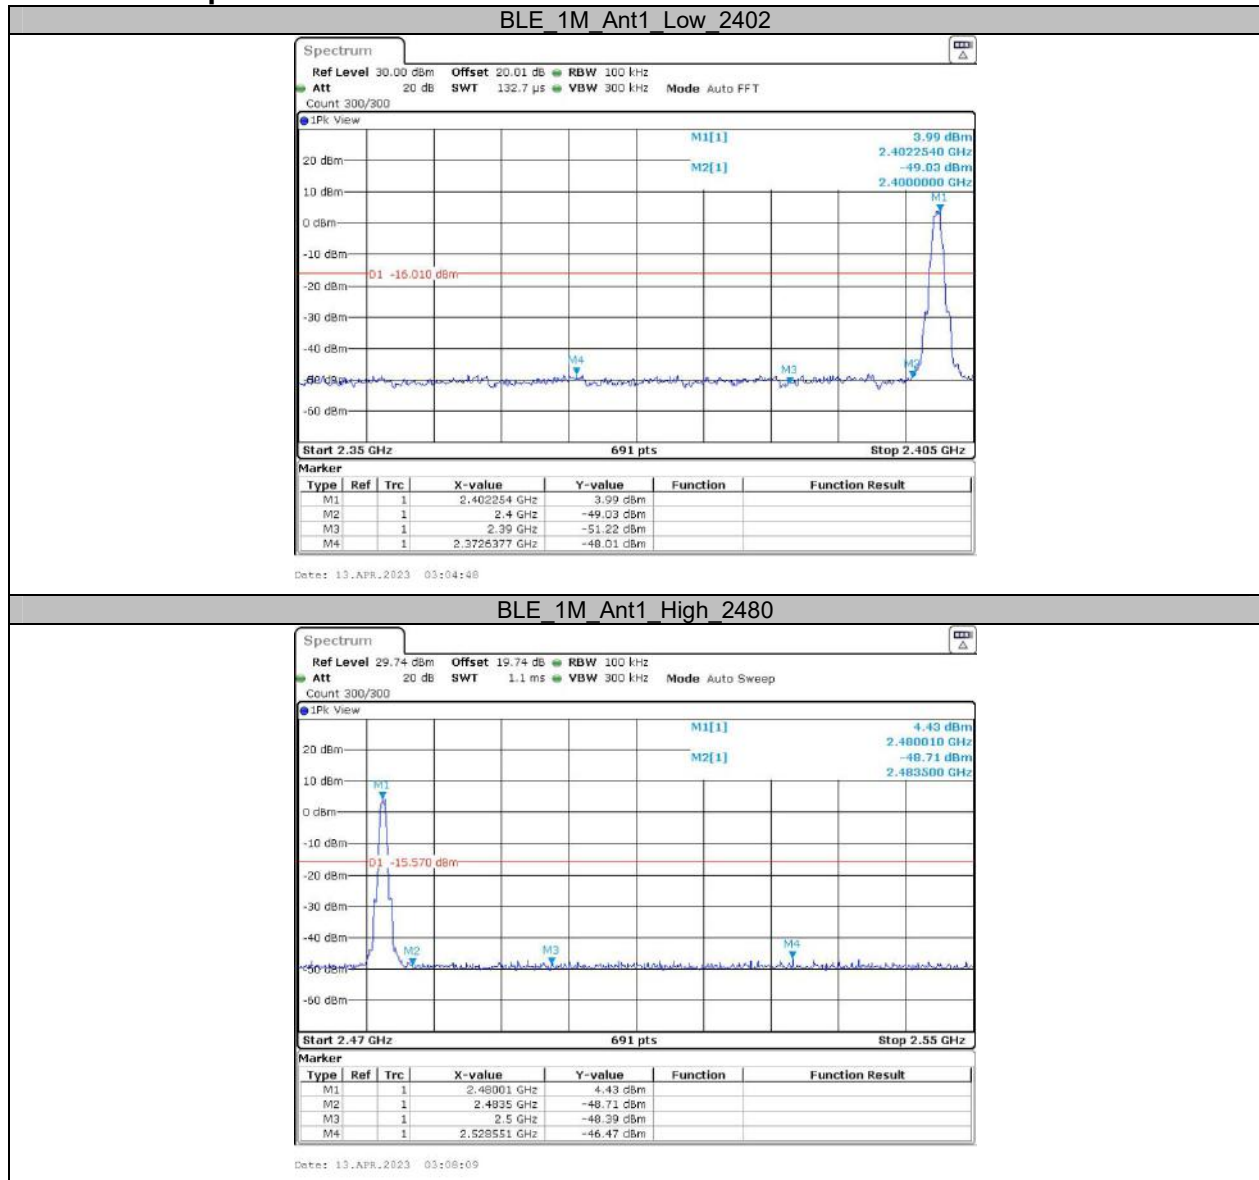 BLE_1M_Ant1_Low_2402
Spectrum
Ref Level 30.00 dBm Offset 20.01 dB RBW 100 kHz
Att 20 dB SWT 132.7 µs VBW 300 kHz Mode Auto FFT
Count 300/300
1Pk View
M1[1] 3.99 dBm
2.4022540 GHz
20 dBm
M2[1] -49.03 dBm
2.4000000 GHz
10 dBm
M1
0 dBm
-10 dBm
D1 -16.010 dBm
-20 dBm
-30 dBm
-40 dBm
M4 M3 M2
-50 dBm
-60 dBm
Start 2.35 GHz 691 pts Stop 2.405 GHz
Marker
Type Ref Trc X-value Y-value Function Function Result
M1 1 2.402254 GHz 3.99 dBm
M2 1 2.4 GHz -49.03 dBm
M3 1 2.39 GHz -51.22 dBm
M4 1 2.3726377 GHz -48.01 dBm
Date: 13.APR.2023 03:04:48
BLE_1M_Ant1_High_2480
Spectrum
Ref Level 29.74 dBm Offset 19.74 dB RBW 100 kHz
Att 20 dB SWT 1.1 ms VBW 300 kHz Mode Auto Sweep
Count 300/300
1Pk View
M1[1] 4.43 dBm
2.480010 GHz
20 dBm
M2[1] -48.71 dBm
2.483500 GHz
10 dBm
M1
0 dBm
-10 dBm
D1 -15.570 dBm
-20 dBm
-30 dBm
-40 dBm
M2 M3 M4
-50 dBm
-60 dBm
Start 2.47 GHz 691 pts Stop 2.55 GHz
Marker
Type Ref Trc X-value Y-value Function Function Result
M1 1 2.48001 GHz 4.43 dBm
M2 1 2.4835 GHz -48.71 dBm
M3 1 2.5 GHz -48.39 dBm
M4 1 2.528551 GHz -46.47 dBm
Date: 13.APR.2023 03:08:09